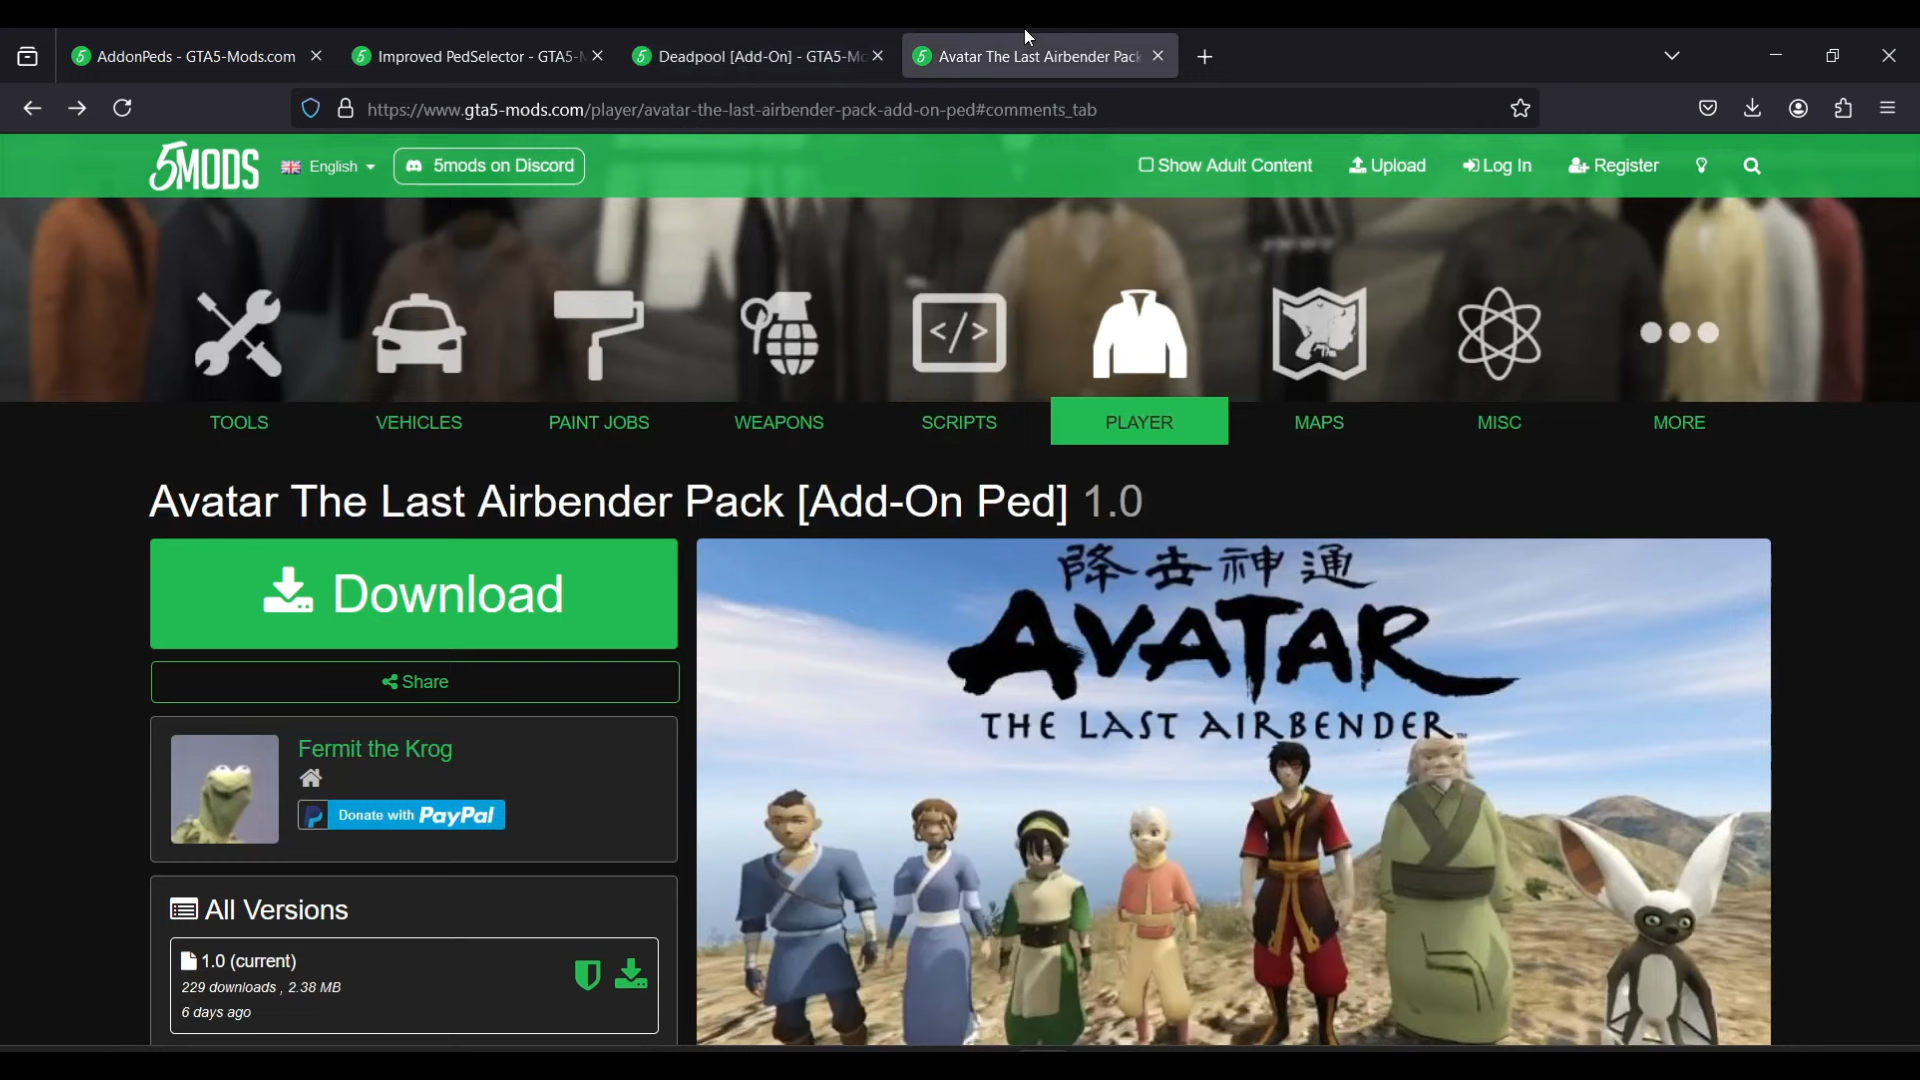 AddonPeds - GTA5-Mods.com
Improved PedSelector - GTA5-M
Deadpool [Add-On] - GTA5-Mo
Avatar The Last Airbender Pack
https://www.gta5-mods.com/player/avatar-the-last-airbender-pack-add-on-ped#comments_tab
5MODS
English
5mods on Discord
Show Adult Content
Upload
Log In
Register
TOOLS
VEHICLES
PAINT JOBS
WEAPONS
SCRIPTS
PLAYER
MAPS
MISC
MORE
Avatar The Last Airbender Pack [Add-On Ped] 1.0
Download
Share
Fermit the Krog
Donate with PayPal
All Versions
1.0 (current)
229 downloads , 2.38 MB
6 days ago
降去神通
AVATAR
THE LAST AIRBENDER™